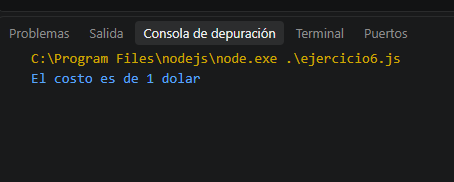 Problemas Salida Consola de depuración Terminal Puertos
C:\Program Files\nodejs\node.exe .\ejercicio6.js
El costo es de 1 dolar